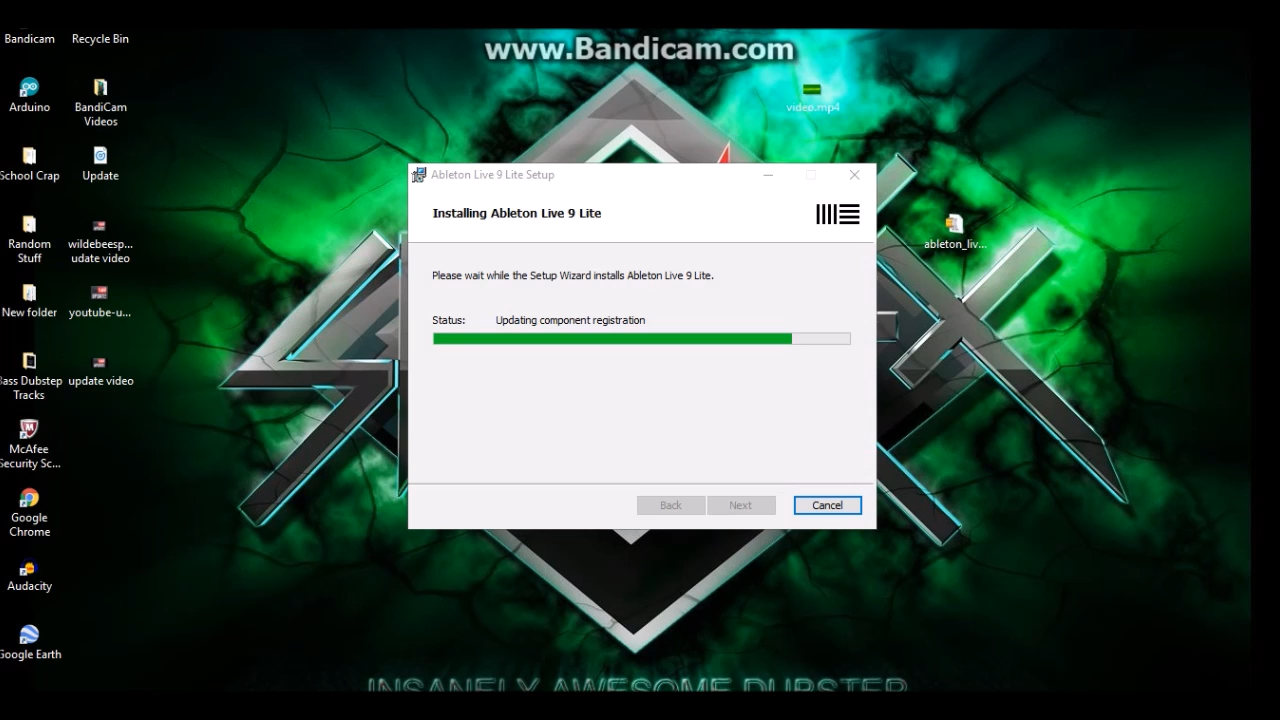 www.Bandicam.com
Bandicam
Recycle Bin
Arduino
BandiCam
Videos
School Crap
Update
Random
Stuff
wildebeesp...
udate video
New folder
youtube-u...
ass Dubstep
Tracks
update video
McAfee
Security Sc...
Google
Chrome
Audacity
Google Earth
video.mp4
ableton_liv...
Ableton Live 9 Lite Setup
Installing Ableton Live 9 Lite
Please wait while the Setup Wizard installs Ableton Live 9 Lite.
Status: Updating component registration
Back
Next
Cancel
INSANELY AWESOME DUBSTEP